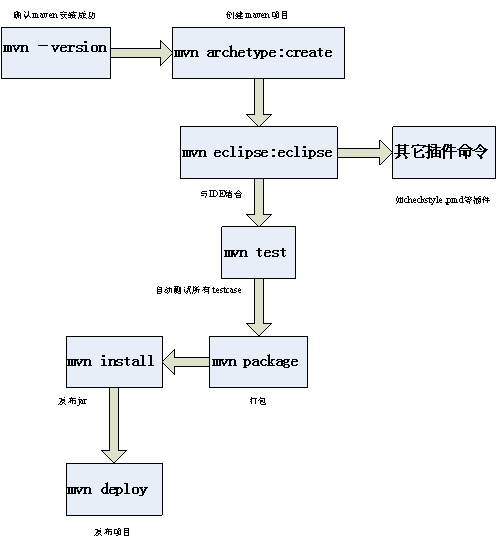 确认maven安装成功
创建maven项目
mvn －version
mvn archetype:create
mvn eclipse:eclipse
其它插件命令
与IDE结合
如checkstyle,pmd等插件
mvn test
自动测试所有testcase
mvn install
mvn package
发布jar
打包
mvn deploy
发布项目